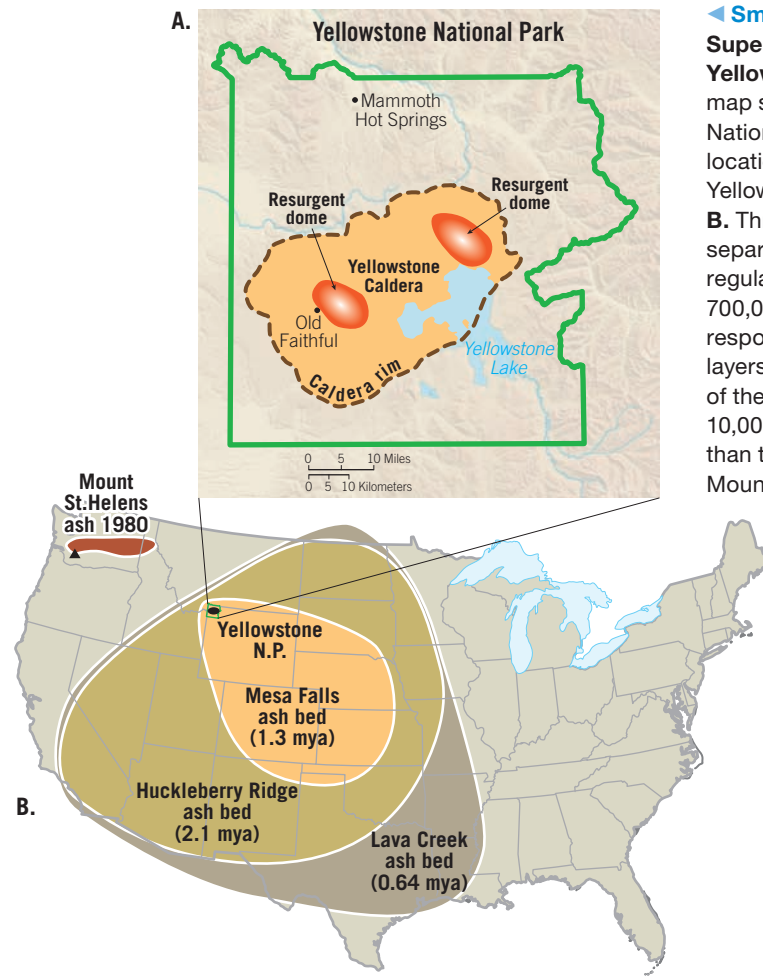 A.
Yellowstone National Park
Mammoth
Hot Springs
Resurgent
dome
Resurgent
dome
Yellowstone
Caldera
Old
Faithful
Yellowstone
Lake
Caldera rim
0 5 10 Miles
0 5 10 Kilometers
◀ Sm
Supe
Yellow
map s
Nation
locati
Yellow
B. Th
separ
regula
700,0
respo
layers
of the
10,00
than t
Moun
Mount
St.Helens
ash 1980
Yellowstone
N.P.
Mesa Falls
ash bed
(1.3 mya)
Huckleberry Ridge
ash bed
(2.1 mya)
B.
Lava Creek
ash bed
(0.64 mya)